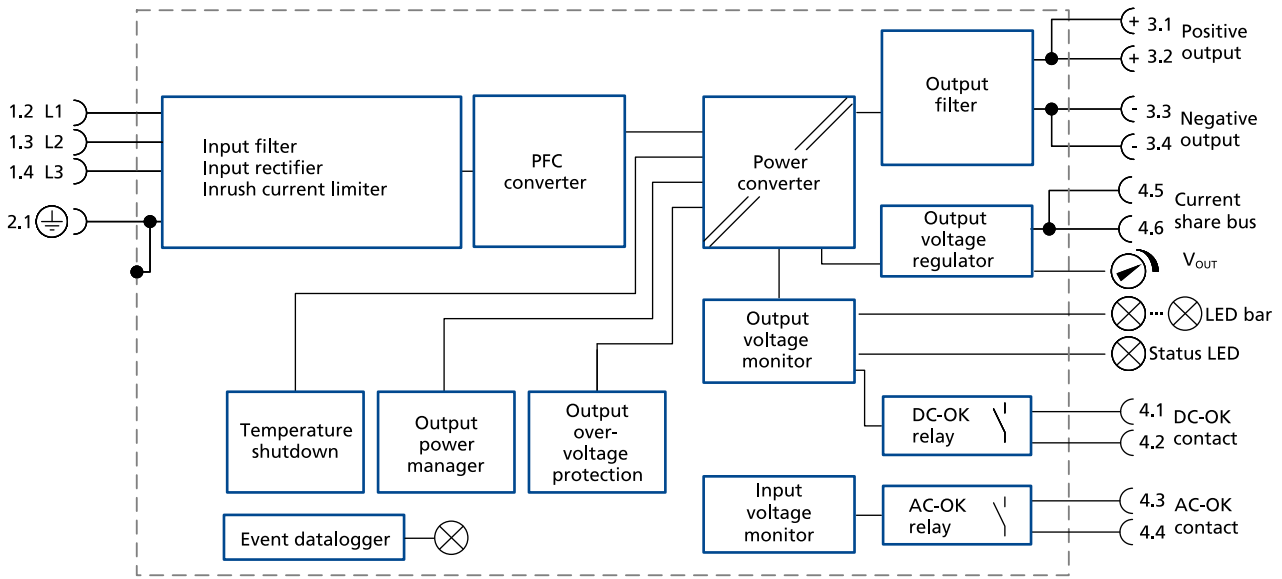 1.2 L1
1.3 L2
1.4 L3
2.1
Input filter
Input rectifier
Inrush current limiter
PFC
converter
Power
converter
Output
filter
+ 3.1
+ 3.2
Positive
output
- 3.3
- 3.4
Negative
output
Output
voltage
regulator
4.5
4.6
Current
share bus
VOUT
Output
voltage
monitor
LED bar
Status LED
Temperature
shutdown
Output
power
manager
Output
over-
voltage
protection
DC-OK
relay
4.1
4.2
DC-OK
contact
Input
voltage
monitor
AC-OK
relay
4.3
4.4
AC-OK
contact
Event datalogger